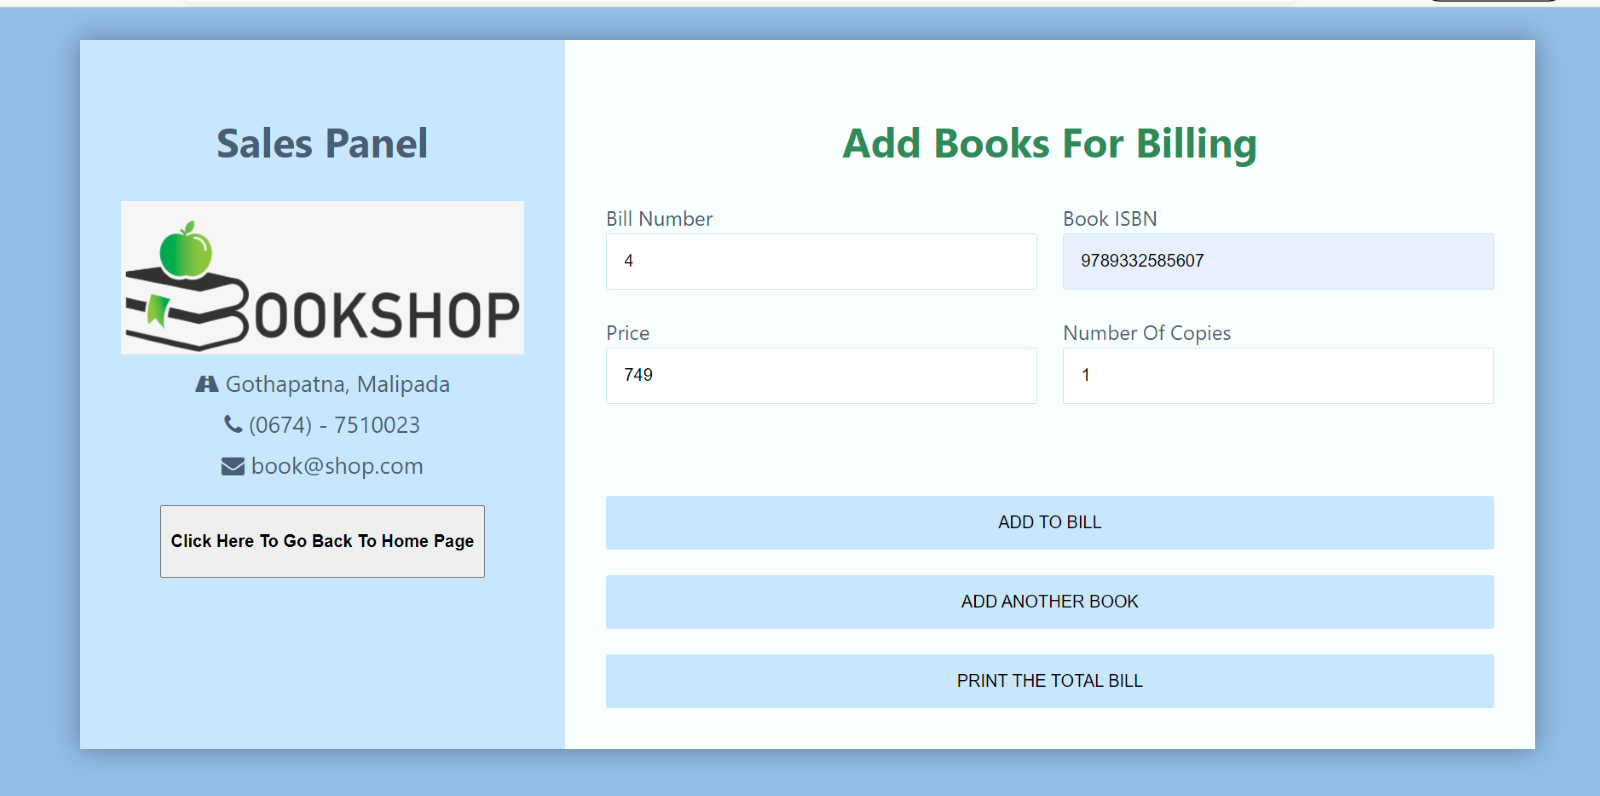 Sales Panel
BOOKSHOP
Gothapatna, Malipada
(0674) - 7510023
book@shop.com
Click Here To Go Back To Home Page
Add Books For Billing
Bill Number
4
Book ISBN
9789332585607
Price
749
Number Of Copies
1
ADD TO BILL
ADD ANOTHER BOOK
PRINT THE TOTAL BILL